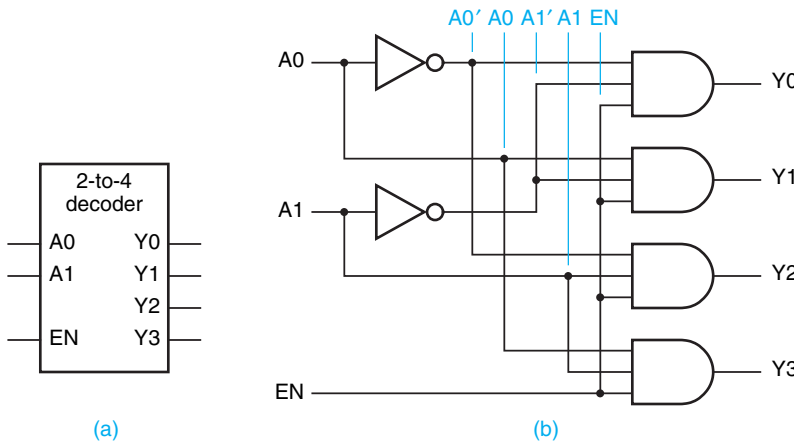 A0′ A0 A1′ A1 EN
A0
Y0
2-to-4
decoder
A0 Y0
A1 Y1
Y2
EN Y3
Y1
A1
Y2
Y3
EN
(a)
(b)